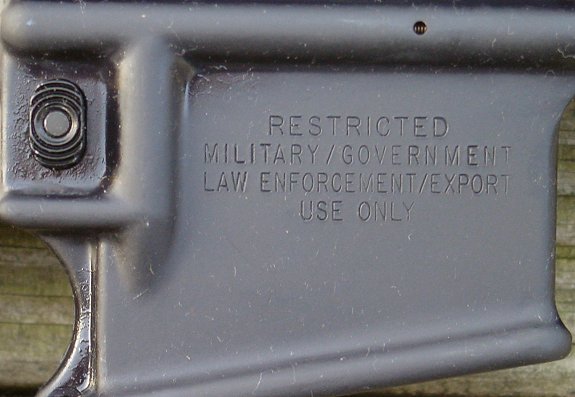 RESTRICTED
MILITARY/GOVERNMENT
LAW ENFORCEMENT/EXPORT
USE ONLY